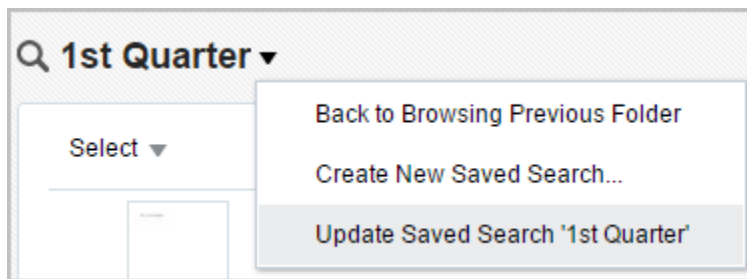 1st Quarter
Back to Browsing Previous Folder
Select
Create New Saved Search...
Update Saved Search '1st Quarter'